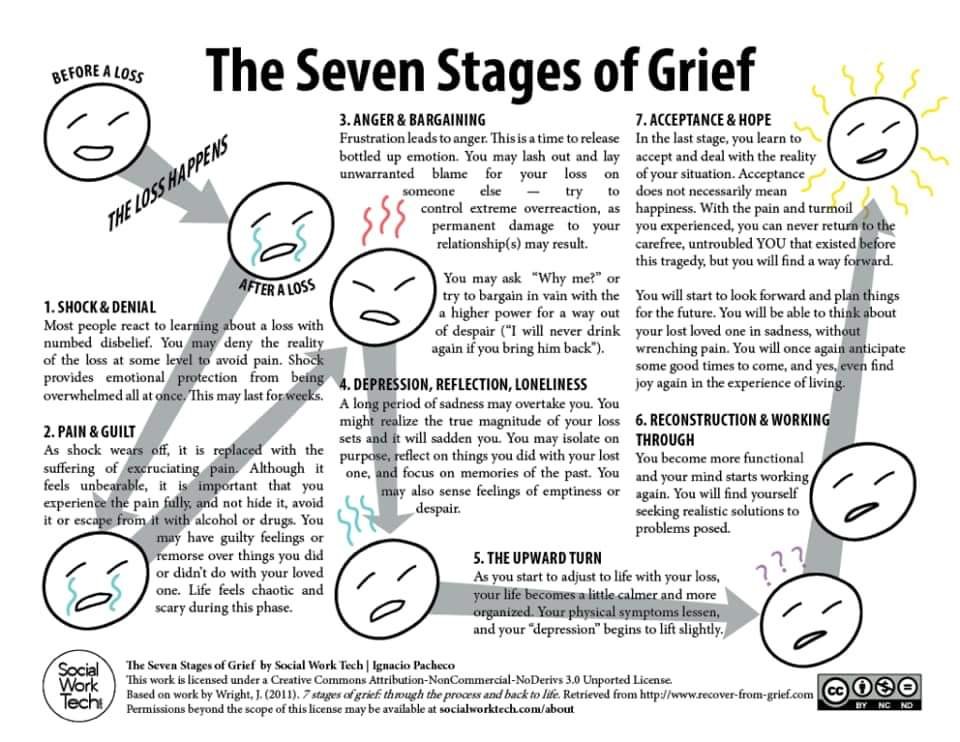 The Seven Stages of Grief
BEFORE A LOSS
THE LOSS HAPPENS
AFTER A LOSS
1. SHOCK & DENIAL
Most people react to learning about a loss with
numbed disbelief. You may deny the reality
of the loss at some level to avoid pain. Shock
provides emotional protection from being
overwhelmed all at once. This may last for weeks.
2. PAIN & GUILT
As shock wears off, it is replaced with the
suffering of excruciating pain. Although it
feels unbearable, it is important that you
experience the pain fully, and not hide it, avoid
it or escape from it with alcohol or drugs. You
may have guilty feelings or
remorse over things you did
or didn't do with your loved
one. Life feels chaotic and
scary during this phase.
3. ANGER & BARGAINING
Frustration leads to anger. This is a time to release
bottled up emotion. You may lash out and lay
unwarranted blame for your loss on
someone else — try to
control extreme overreaction, as
permanent damage to your
relationship(s) may result.
You may ask "Why me?" or
try to bargain in vain with the
a higher power for a way out
of despair ("I will never drink
again if you bring him back").
4. DEPRESSION, REFLECTION, LONELINESS
A long period of sadness may overtake you. You
might realize the true magnitude of your loss
sets and it will sadden you. You may isolate on
purpose, reflect on things you did with your lost
one, and focus on memories of the past. You
may also sense feelings of emptiness or
despair.
5. THE UPWARD TURN
As you start to adjust to life with your loss,
your life becomes a little calmer and more
organized. Your physical symptoms lessen,
and your "depression" begins to lift slightly.
???
6. RECONSTRUCTION & WORKING
THROUGH
You become more functional
and your mind starts working
again. You will find yourself
seeking realistic solutions to
problems posed.
7. ACCEPTANCE & HOPE
In the last stage, you learn to
accept and deal with the reality
of your situation. Acceptance
does not necessarily mean
happiness. With the pain and turmoil
you experienced, you can never return to the
carefree, untroubled YOU that existed before
this tragedy, but you will find a way forward.
You will start to look forward and plan things
for the future. You will be able to think about
your lost loved one in sadness, without
wrenching pain. You will once again anticipate
some good times to come, and yes, even find
joy again in the experience of living.
Social
Work
Tech
The Seven Stages of Grief by Social Work Tech | Ignacio Pacheco
This work is licensed under a Creative Commons Attribution-NonCommercial-NoDerivs 3.0 Unported License.
Based on work by Wright, J. (2011). 7 stages of grief: through the process and back to life. Retrieved from http://www.recover-from-grief.com
Permissions beyond the scope of this license may be available at socialworktech.com/about
cc
BY NC ND